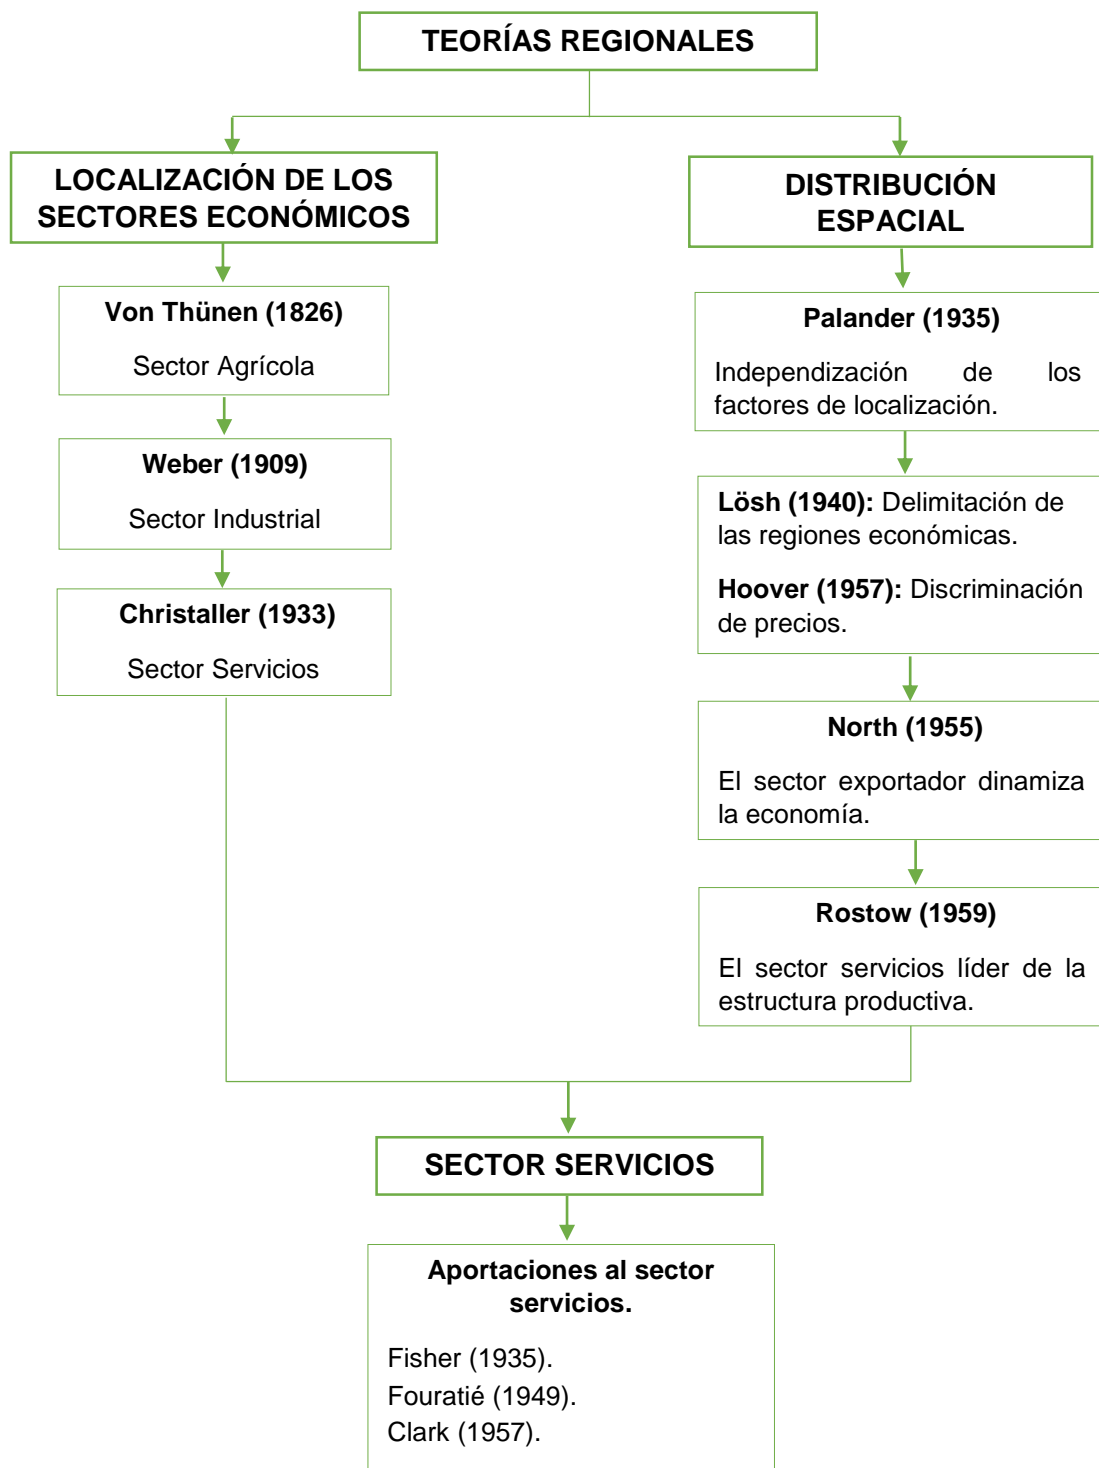 TEORÍAS REGIONALES
LOCALIZACIÓN DE LOS
SECTORES ECONÓMICOS
Von Thünen (1826)
Sector Agrícola
Weber (1909)
Sector Industrial
Christaller (1933)
Sector Servicios
DISTRIBUCIÓN
ESPACIAL
Palander (1935)
Independización de los
factores de localización.
Lösh (1940): Delimitación de
las regiones económicas.
Hoover (1957): Discriminación
de precios.
North (1955)
El sector exportador dinamiza
la economía.
Rostow (1959)
El sector servicios líder de la
estructura productiva.
SECTOR SERVICIOS
Aportaciones al sector
servicios.
Fisher (1935).
Fouratié (1949).
Clark (1957).